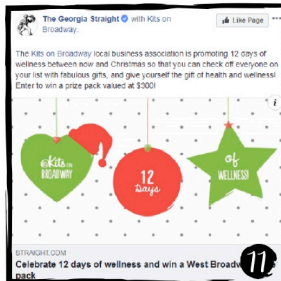 The Georgia Straight with Kits on
Broadway.
Like Page
The Kits on Broadway local business association is promoting 12 days of
wellness between now and Christmas so that you can check off everyone on
your list with fabulous gifts, and give yourself the gift of health and wellness!
Enter to win a prize pack valued at $300!
@Kits on
BROADWAY
12
Days
of
WELLNESS!
STRAIGHT.COM
Celebrate 12 days of wellness and win a West
pack
11